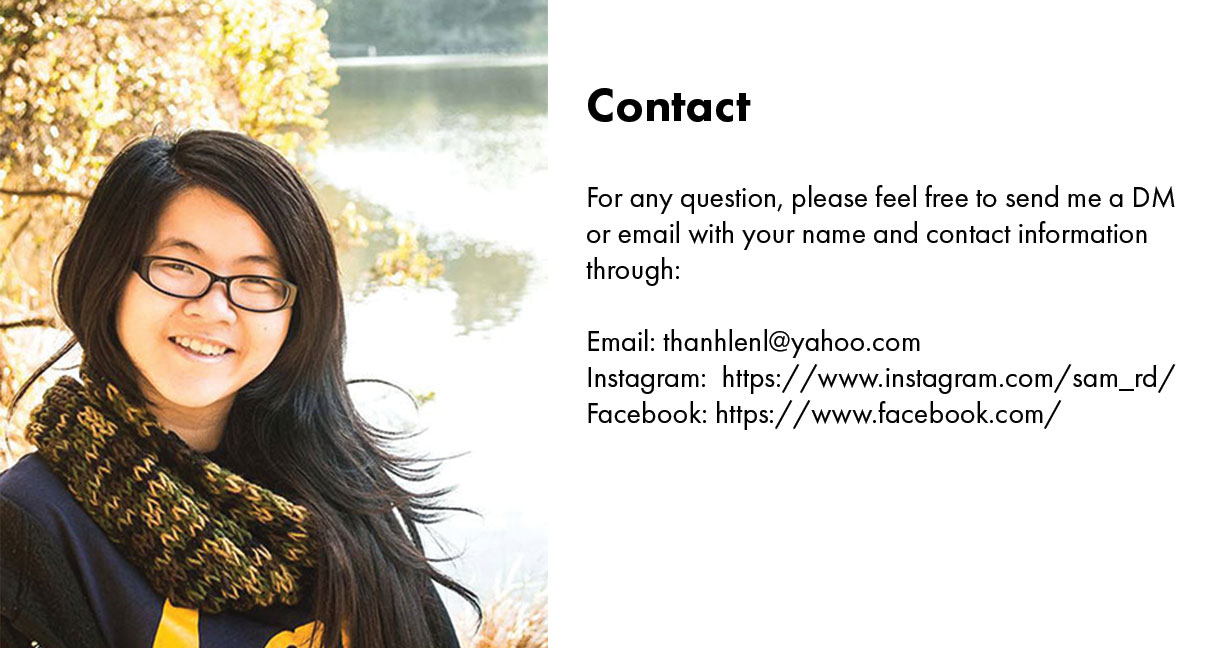 Contact
For any question, please feel free to send me a DM
or email with your name and contact information
through:
Email: thanhlenl@yahoo.com
Instagram:  https://www.instagram.com/sam_rd/
Facebook: https://www.facebook.com/